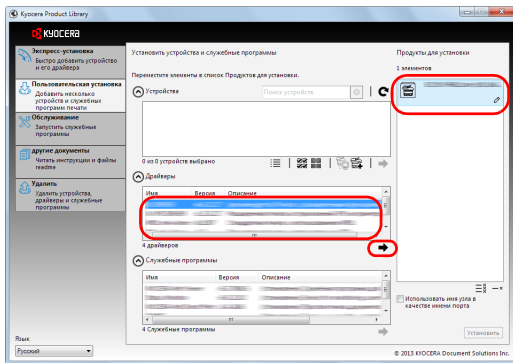 Kyocera Product Library
KYOCERA
Экспресс-установка
Быстро добавить устройство
и его драйвера
Пользовательская установка
Добавить несколько
устройств и служебных
программ печати
Обслуживание
Запустить служебные
программы
другие документы
Читать инструкции и файлы
readme
Удалить
Удалить устройства,
драйверы и служебные
программы
Язык
Русский
Установить устройства и служебные программы
Переместите элементы в список Продуктов для установки.
Устройства
Поиск устройств
0 из 0 устройств выбрано
Драйверы
Имя Версия Описание
4 драйверов
Служебные программы
Имя Версия Описание
4 Служебные программы
Продукты для установки
1 элементов
Использовать имя узла в
качестве имени порта
Установить
© 2013 KYOCERA Document Solutions Inc.